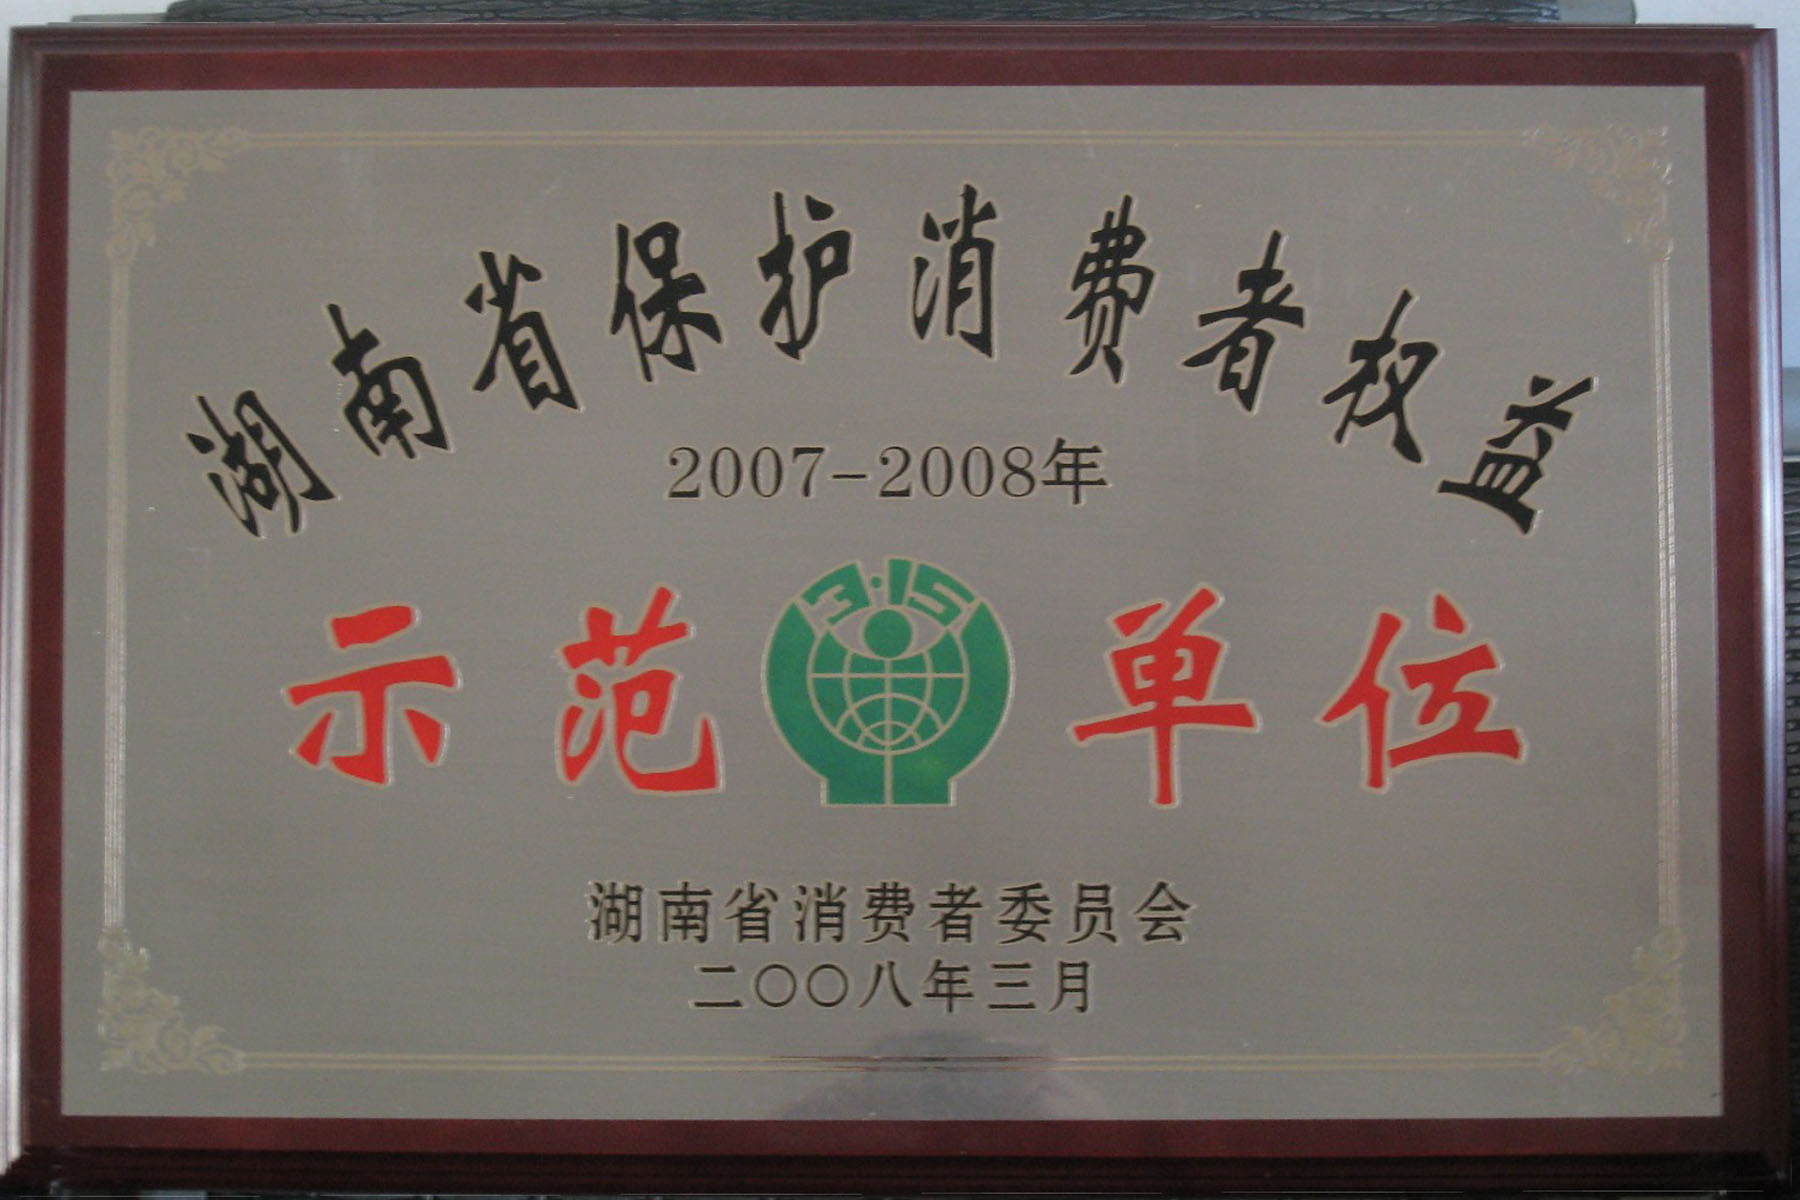 湖南省保护消费者权益
2007-2008年
示范 3·15 单位
湖南省消费者委员会
二〇〇八年三月